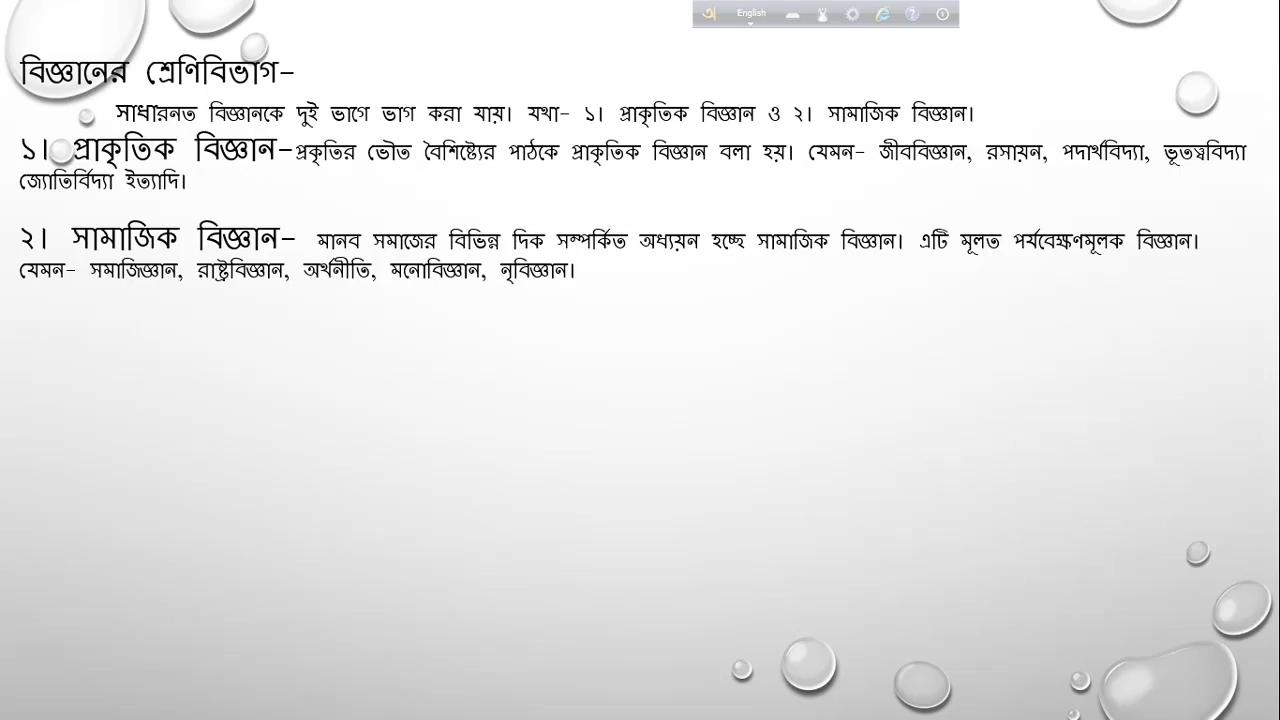 অ English
বিজ্ঞানের শ্রেণিবিভাগ-
সাধারনত বিজ্ঞানকে দুই ভাগে ভাগ করা যায়। যথা- ১। প্রাকৃতিক বিজ্ঞান ও ২। সামাজিক বিজ্ঞান।
১। প্রাকৃতিক বিজ্ঞান-প্রকৃতির ভৌত বৈশিষ্ট্যের পাঠকে প্রাকৃতিক বিজ্ঞান বলা হয়। যেমন- জীববিজ্ঞান, রসায়ন, পদার্থবিদ্যা, ভূতত্ববিদ্যা
জ্যোতির্বিদ্যা ইত্যাদি।
২। সামাজিক বিজ্ঞান- মানব সমাজের বিভিন্ন দিক সম্পর্কিত অধ্যয়ন হচ্ছে সামাজিক বিজ্ঞান। এটি মূলত পর্যবেক্ষণমূলক বিজ্ঞান।
যেমন- সমাজিজ্ঞান, রাষ্ট্রবিজ্ঞান, অর্থনীতি, মনোবিজ্ঞান, নৃবিজ্ঞান।